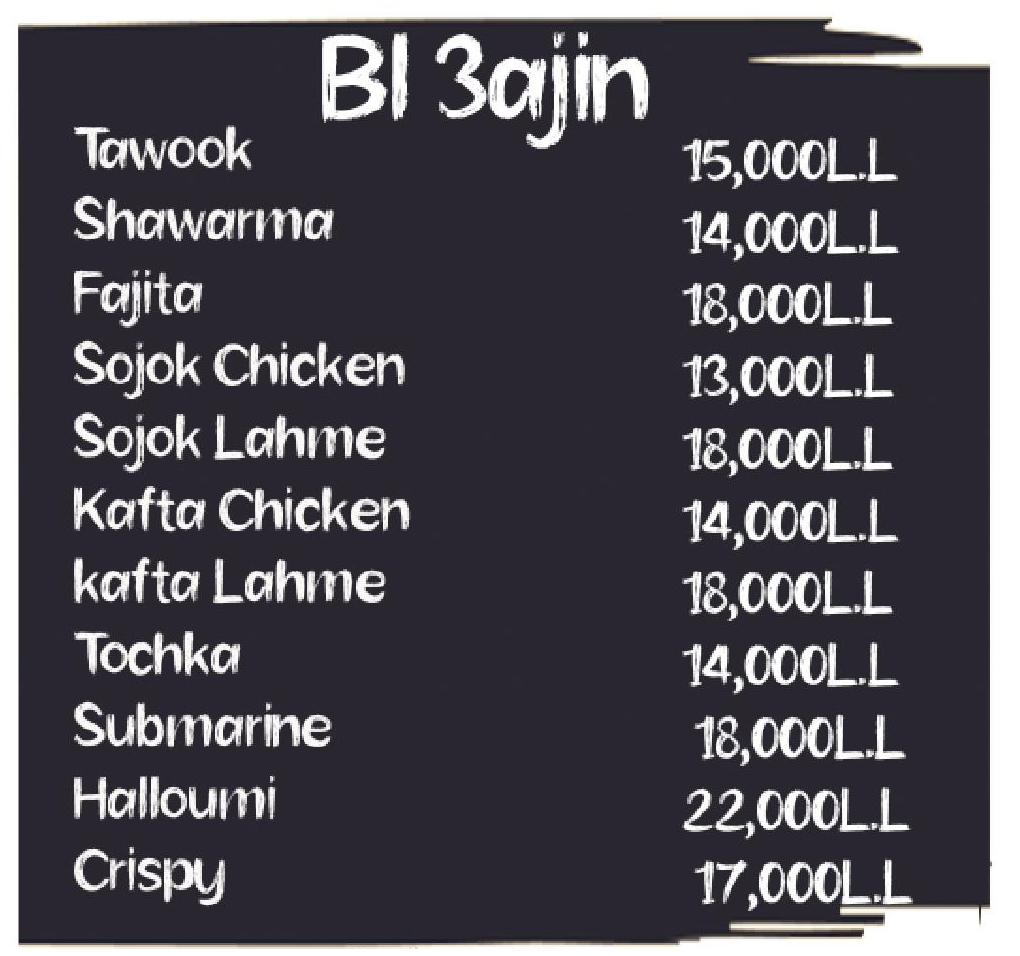 Bl 3ajin
Tawook 15,000L.L
Shawarma 14,000L.L
Fajita 18,000L.L
Sojok Chicken 13,000L.L
Sojok Lahme 18,000L.L
Kafta Chicken 14,000L.L
kafta Lahme 18,000L.L
Tochka 14,000L.L
Submarine 18,000L.L
Halloumi 22,000L.L
Crispy 17,000L.L